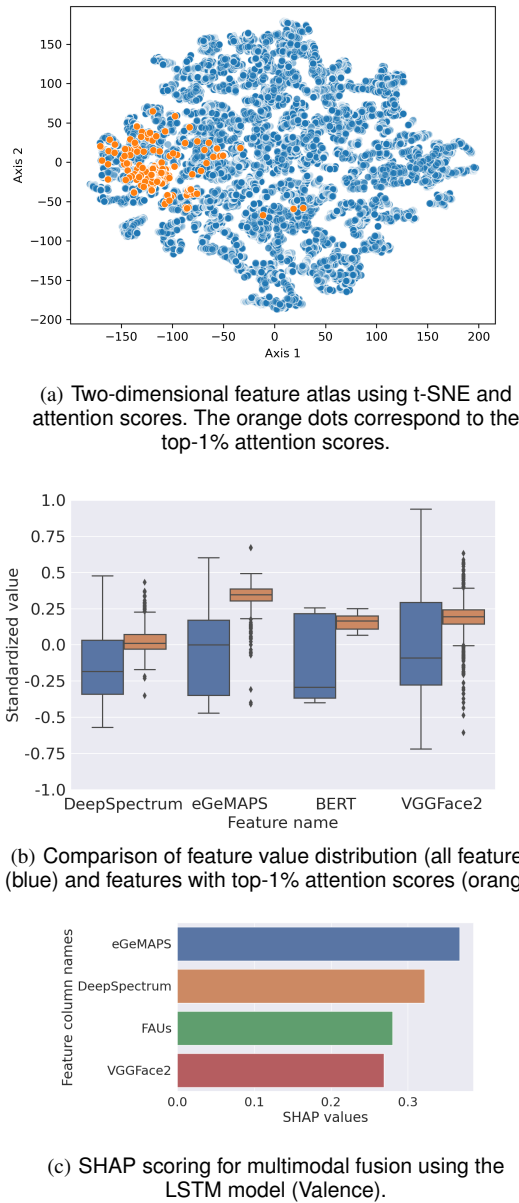 150
100
50
0
−50
−100
−150
−200
Axis 2
−150 −100 −50 0 50 100 150 200
Axis 1
(a) Two-dimensional feature atlas using t-SNE and
attention scores. The orange dots correspond to the
top-1% attention scores.
1.0
0.75
0.50
0.25
0.0
-0.25
-0.50
-0.75
-1.0
Standardized value
DeepSpectrum eGeMAPS BERT VGGFace2
Feature name
(b) Comparison of feature value distribution (all feature
(blue) and features with top-1% attention scores (orang
Feature column names
eGeMAPS
DeepSpectrum
FAUs
VGGFace2
0.0 0.1 0.2 0.3
SHAP values
(c) SHAP scoring for multimodal fusion using the
LSTM model (Valence).